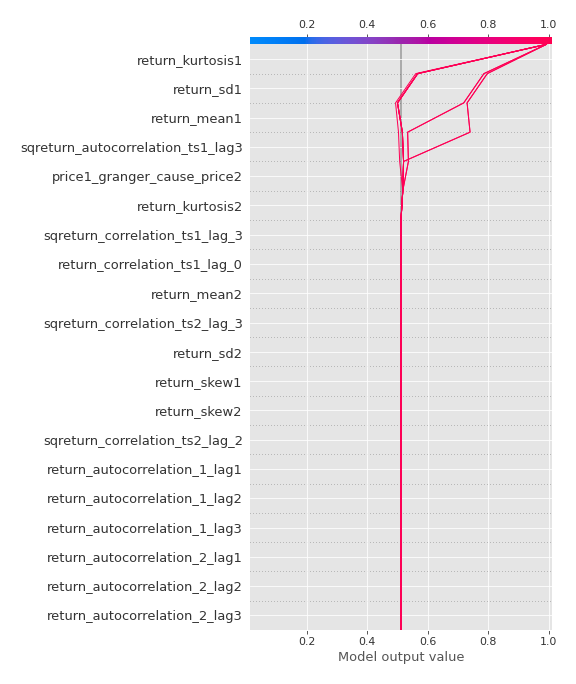 0.2 0.4 0.6 0.8 1.0
return_kurtosis1
return_sd1
return_mean1
sqreturn_autocorrelation_ts1_lag3
price1_granger_cause_price2
return_kurtosis2
sqreturn_correlation_ts1_lag_3
return_correlation_ts1_lag_0
return_mean2
sqreturn_correlation_ts2_lag_3
return_sd2
return_skew1
return_skew2
sqreturn_correlation_ts2_lag_2
return_autocorrelation_1_lag1
return_autocorrelation_1_lag2
return_autocorrelation_1_lag3
return_autocorrelation_2_lag1
return_autocorrelation_2_lag2
return_autocorrelation_2_lag3
0.2 0.4 0.6 0.8 1.0
Model output value